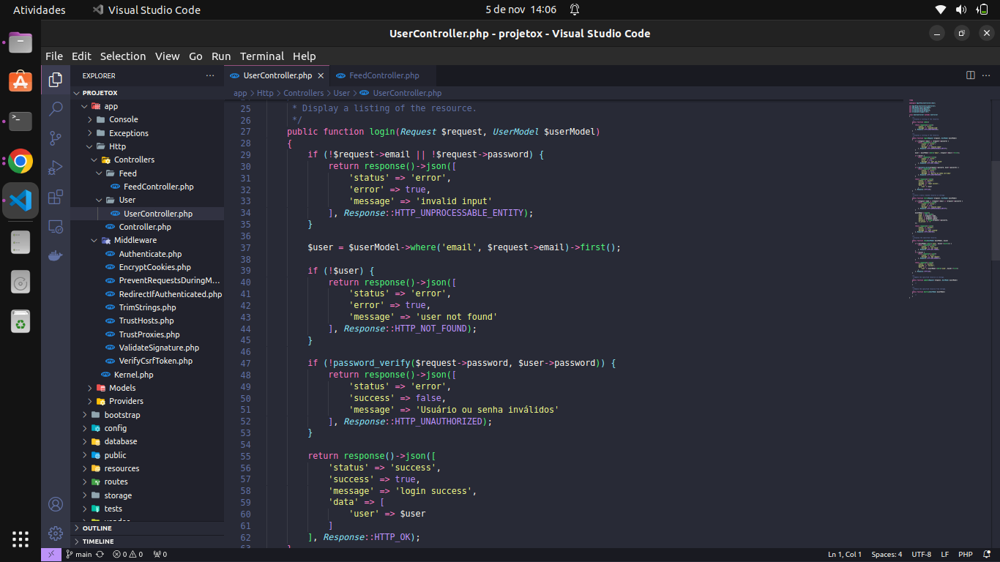 Atividades
Visual Studio Code
5 de nov 14:06
UserController.php - projetox - Visual Studio Code
File Edit Selection View Go Run Terminal Help
EXPLORER
PROJETOX
app
Console
Exceptions
Http
Controllers
Feed
FeedController.php
User
UserController.php
Controller.php
Middleware
Authenticate.php
EncryptCookies.php
PreventRequestsDuringM...
RedirectIfAuthenticated.php
TrimStrings.php
TrustHosts.php
TrustProxies.php
ValidateSignature.php
VerifyCsrfToken.php
Kernel.php
Models
Providers
bootstrap
config
database
public
resources
routes
storage
tests
OUTLINE
TIMELINE
UserController.php FeedController.php
app > Http > Controllers > User > UserController.php
25 * Display a listing of the resource.
26 */
27 public function login(Request $request, UserModel $userModel)
28 {
29 if (!$request->email || !$request->password) {
30 return response()->json([
31 'status' => 'error',
32 'error' => true,
33 'message' => 'invalid input'
34 ], Response::HTTP_UNPROCESSABLE_ENTITY);
35 }
36
37 $user = $userModel->where('email', $request->email)->first();
38
39 if (!$user) {
40 return response()->json([
41 'status' => 'error',
42 'error' => true,
43 'message' => 'user not found'
44 ], Response::HTTP_NOT_FOUND);
45 }
46
47 if (!password_verify($request->password, $user->password)) {
48 return response()->json([
49 'status' => 'error',
50 'success' => false,
51 'message' => 'Usuário ou senha inválidos'
52 ], Response::HTTP_UNAUTHORIZED);
53 }
54
55 return response()->json([
56 'status' => 'success',
57 'success' => true,
58 'message' => 'login success',
59 'data' => [
60 'user' => $user
61 ]
62 ], Response::HTTP_OK);
main 0 0 0
Ln 1, Col 1 Spaces: 4 UTF-8 LF PHP